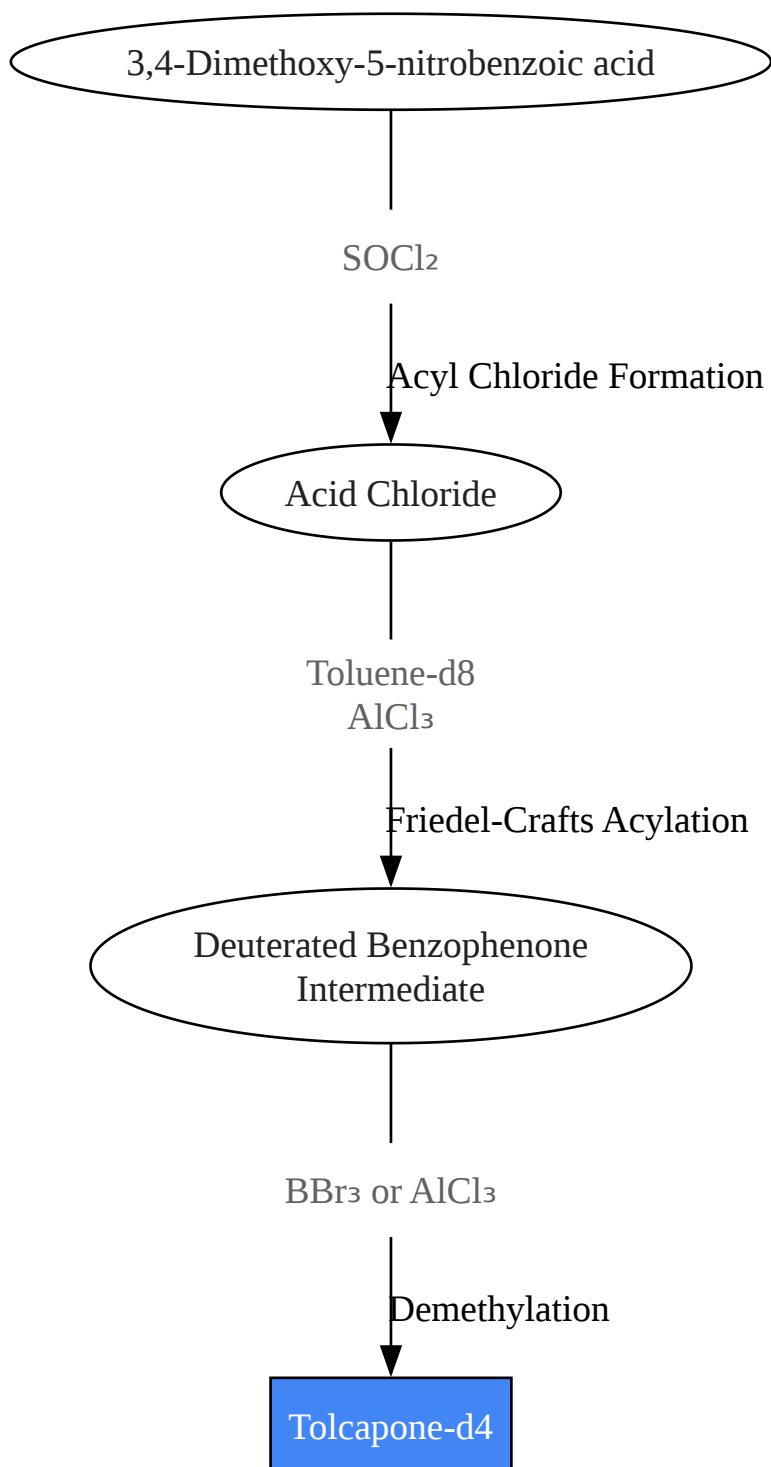 3,4-Dimethoxy-5-nitrobenzoic acid
SOCl₂
Acyl Chloride Formation
Acid Chloride
Toluene-d8
AlCl₃
Friedel-Crafts Acylation
Deuterated Benzophenone
Intermediate
BBr₃ or AlCl₃
Demethylation
Tolcapone-d4